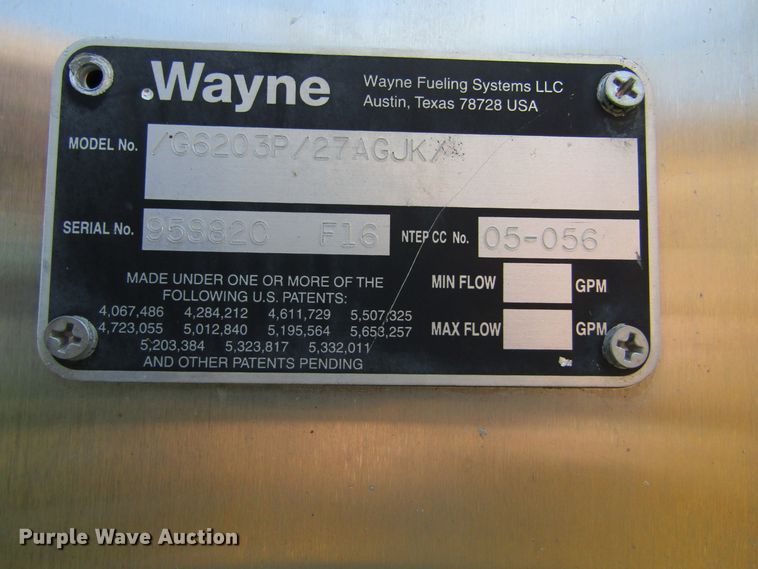 Wayne
Wayne Fueling Systems LLC
Austin, Texas 78728 USA
MODEL No. /G6203P/27AGJK/
SERIAL No. 95882C F16 NTEP CC No. 05-056
MADE UNDER ONE OR MORE OF THE
FOLLOWING U.S. PATENTS:
4,067,486 4,284,212 4,611,729 5,507,325
4,723,055 5,012,840 5,195,564 5,653,257
5,203,384 5,323,817 5,332,011
AND OTHER PATENTS PENDING
MIN FLOW GPM
MAX FLOW GPM
Purple Wave Auction